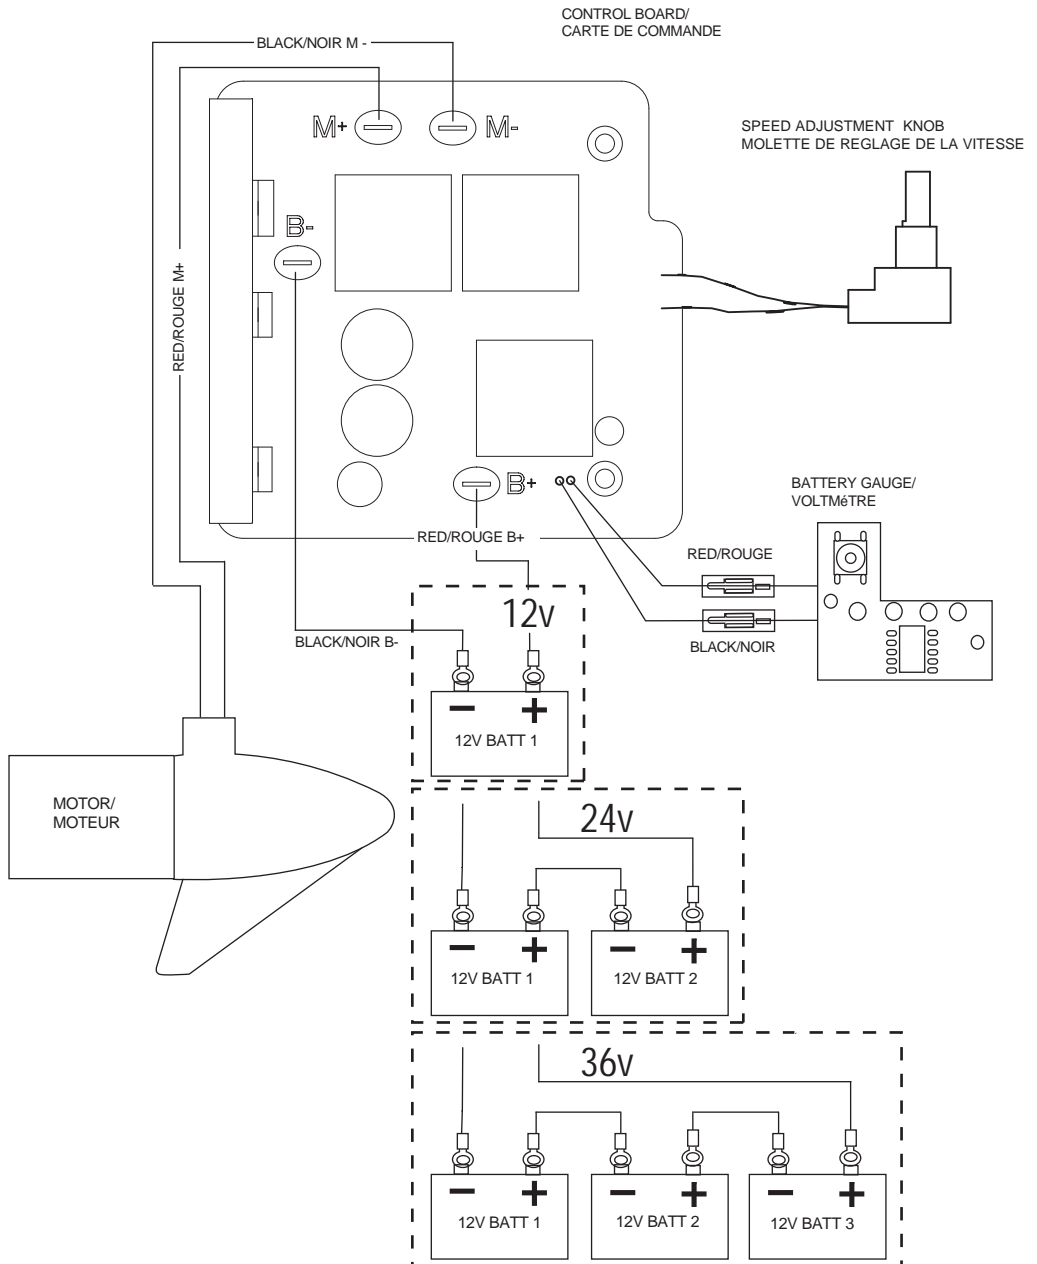 CONTROL BOARD/
CARTE DE COMMANDE
BLACK/NOIR M -
M+
M-
SPEED ADJUSTMENT KNOB
MOLETTE DE REGLAGE DE LA VITESSE
B-
RED/ROUGE M+
B+
BATTERY GAUGE/
VOLTMéTRE
RED/ROUGE B+
RED/ROUGE
12v
BLACK/NOIR B-
BLACK/NOIR
− +
12V BATT 1
MOTOR/
MOTEUR
24v
− + − +
12V BATT 1
12V BATT 2
36v
− + − + − +
12V BATT 1
12V BATT 2
12V BATT 3